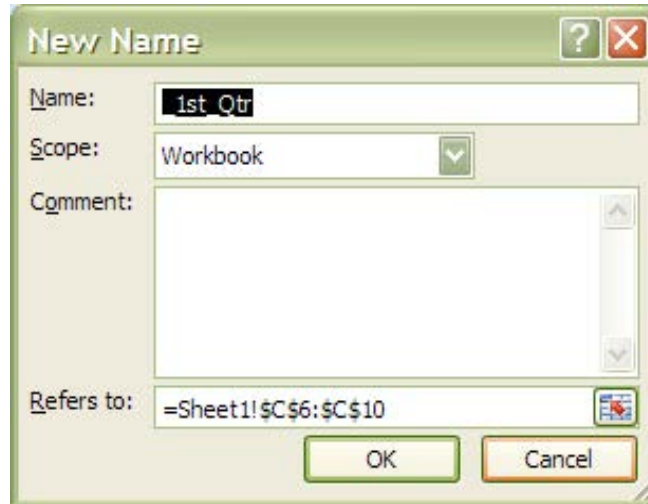 New Name
?
Name:
_1st_Qtr
Scope:
Workbook
Comment:
Refers to:
=Sheet1!$C$6:$C$10
OK
Cancel